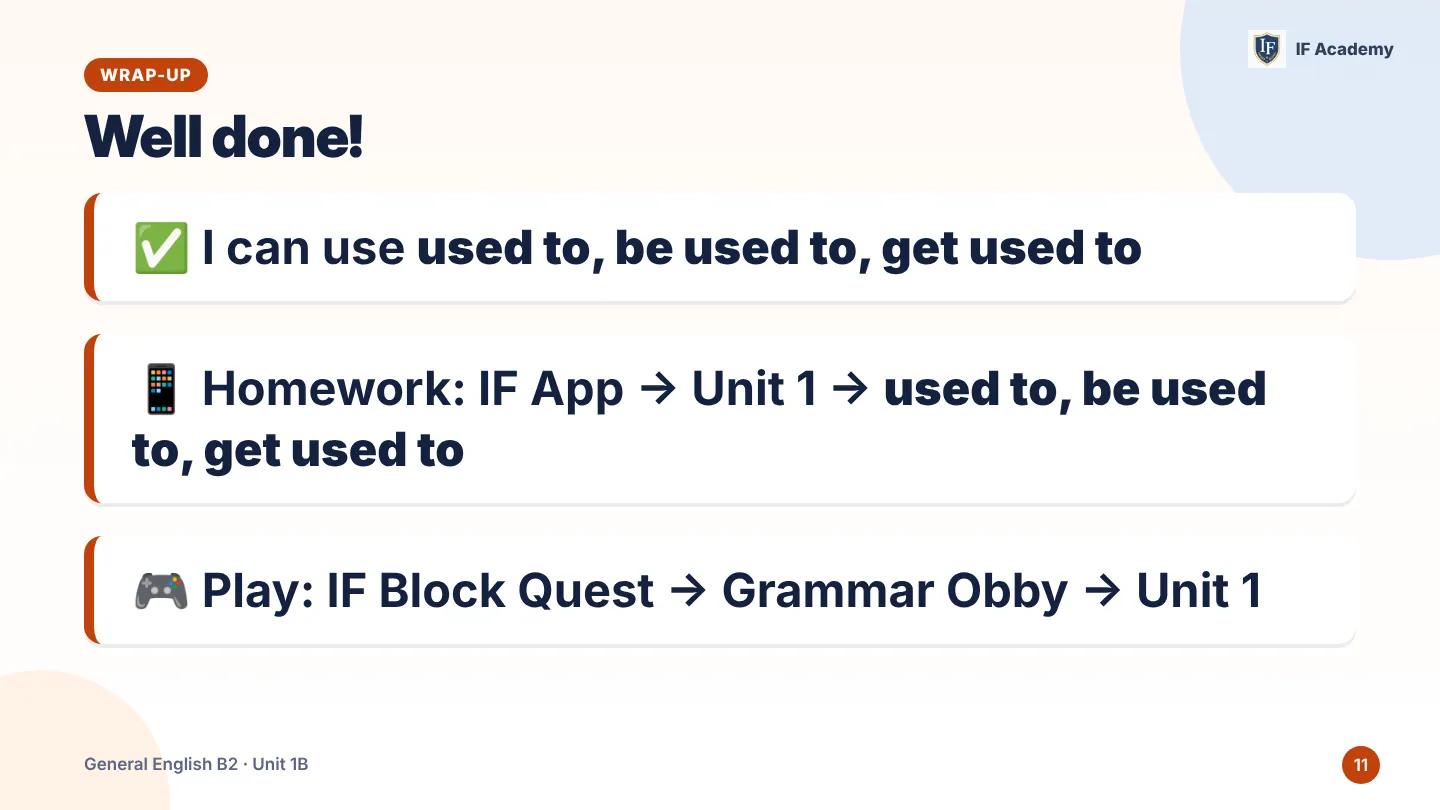 IF Academy
WRAP-UP
Well done!
✅ I can use used to, be used to, get used to
📱 Homework: IF App → Unit 1 → used to, be used
to, get used to
🎮 Play: IF Block Quest → Grammar Obby → Unit 1
General English B2 · Unit 1B
11